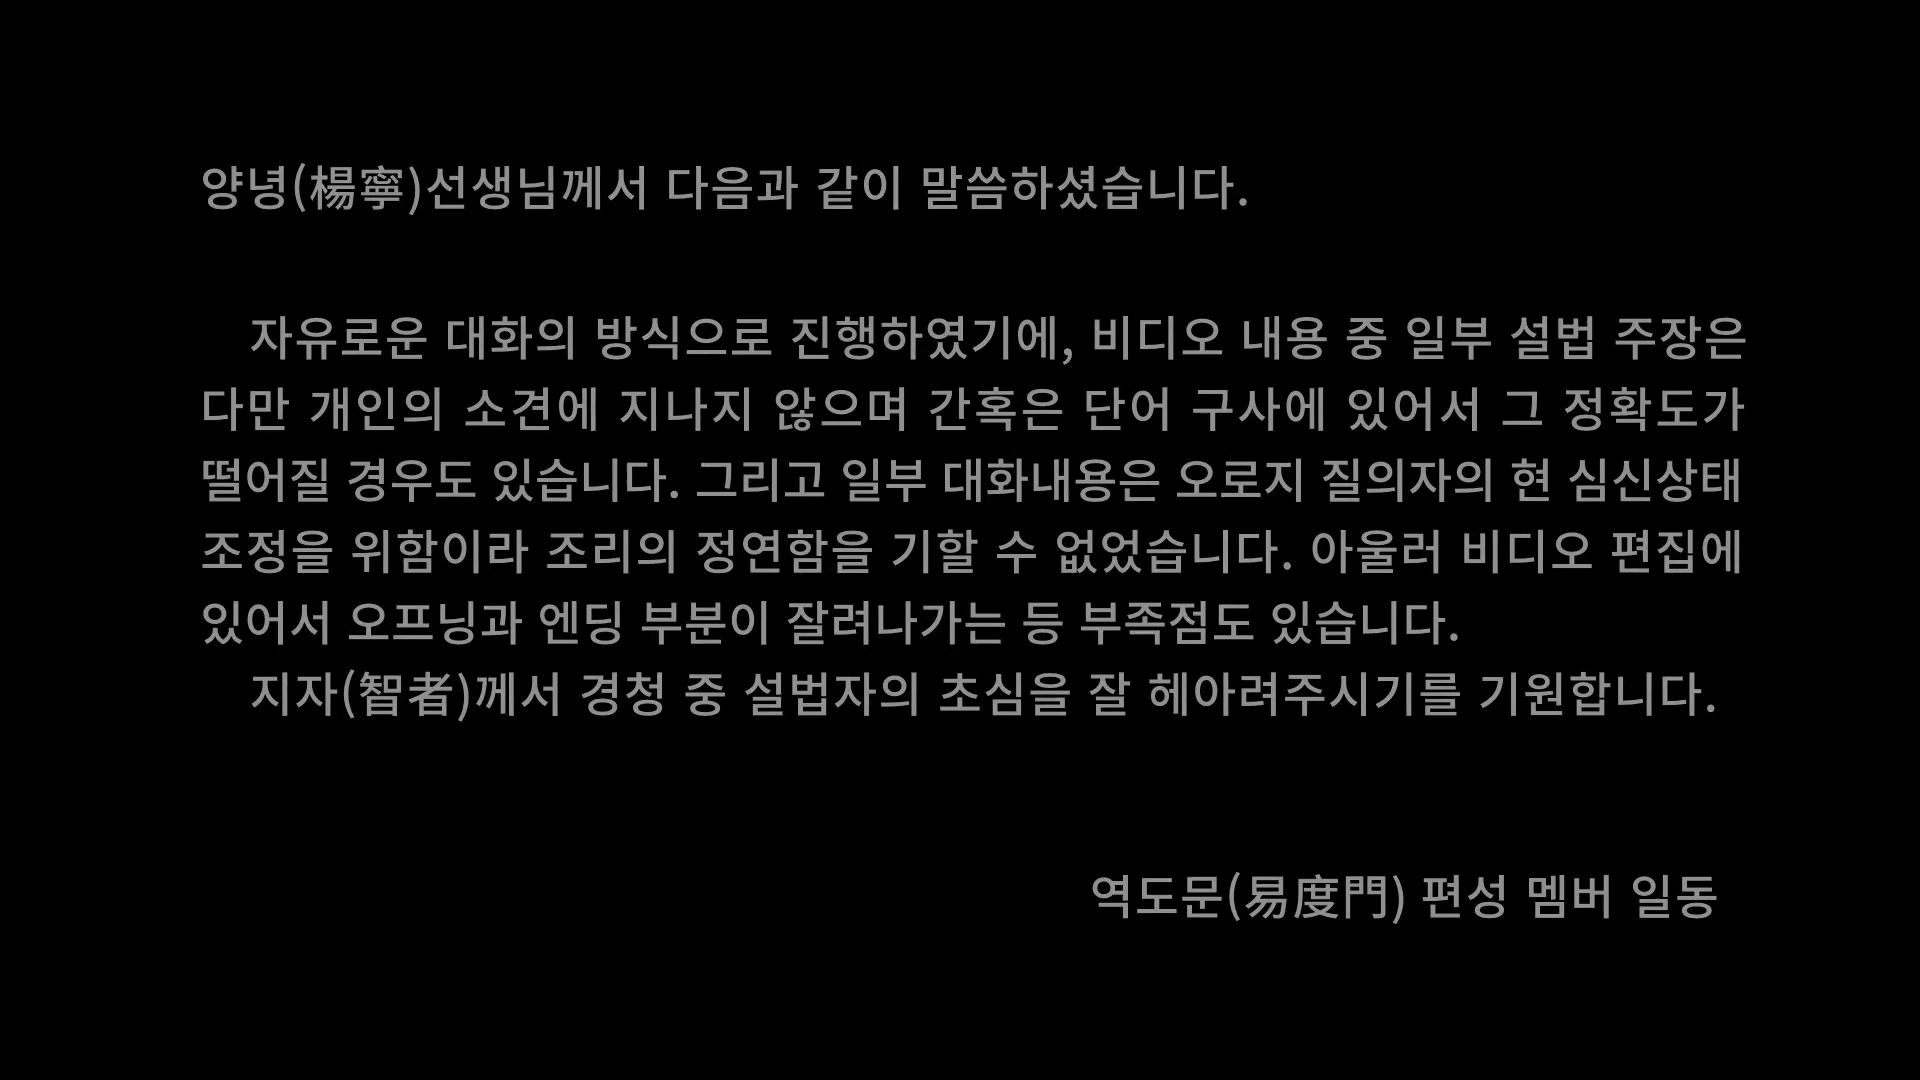 양녕(楊寧)선생님께서 다음과 같이 말씀하셨습니다.
자유로운 대화의 방식으로 진행하였기에, 비디오 내용 중 일부 설법 주장은
다만 개인의 소견에 지나지 않으며 간혹은 단어 구사에 있어서 그 정확도가
떨어질 경우도 있습니다. 그리고 일부 대화내용은 오로지 질의자의 현 심신상태
조정을 위함이라 조리의 정연함을 기할 수 없었습니다. 아울러 비디오 편집에
있어서 오프닝과 엔딩 부분이 잘려나가는 등 부족점도 있습니다.
지자(智者)께서 경청 중 설법자의 초심을 잘 헤아려주시기를 기원합니다.
역도문(易度門) 편성 멤버 일동